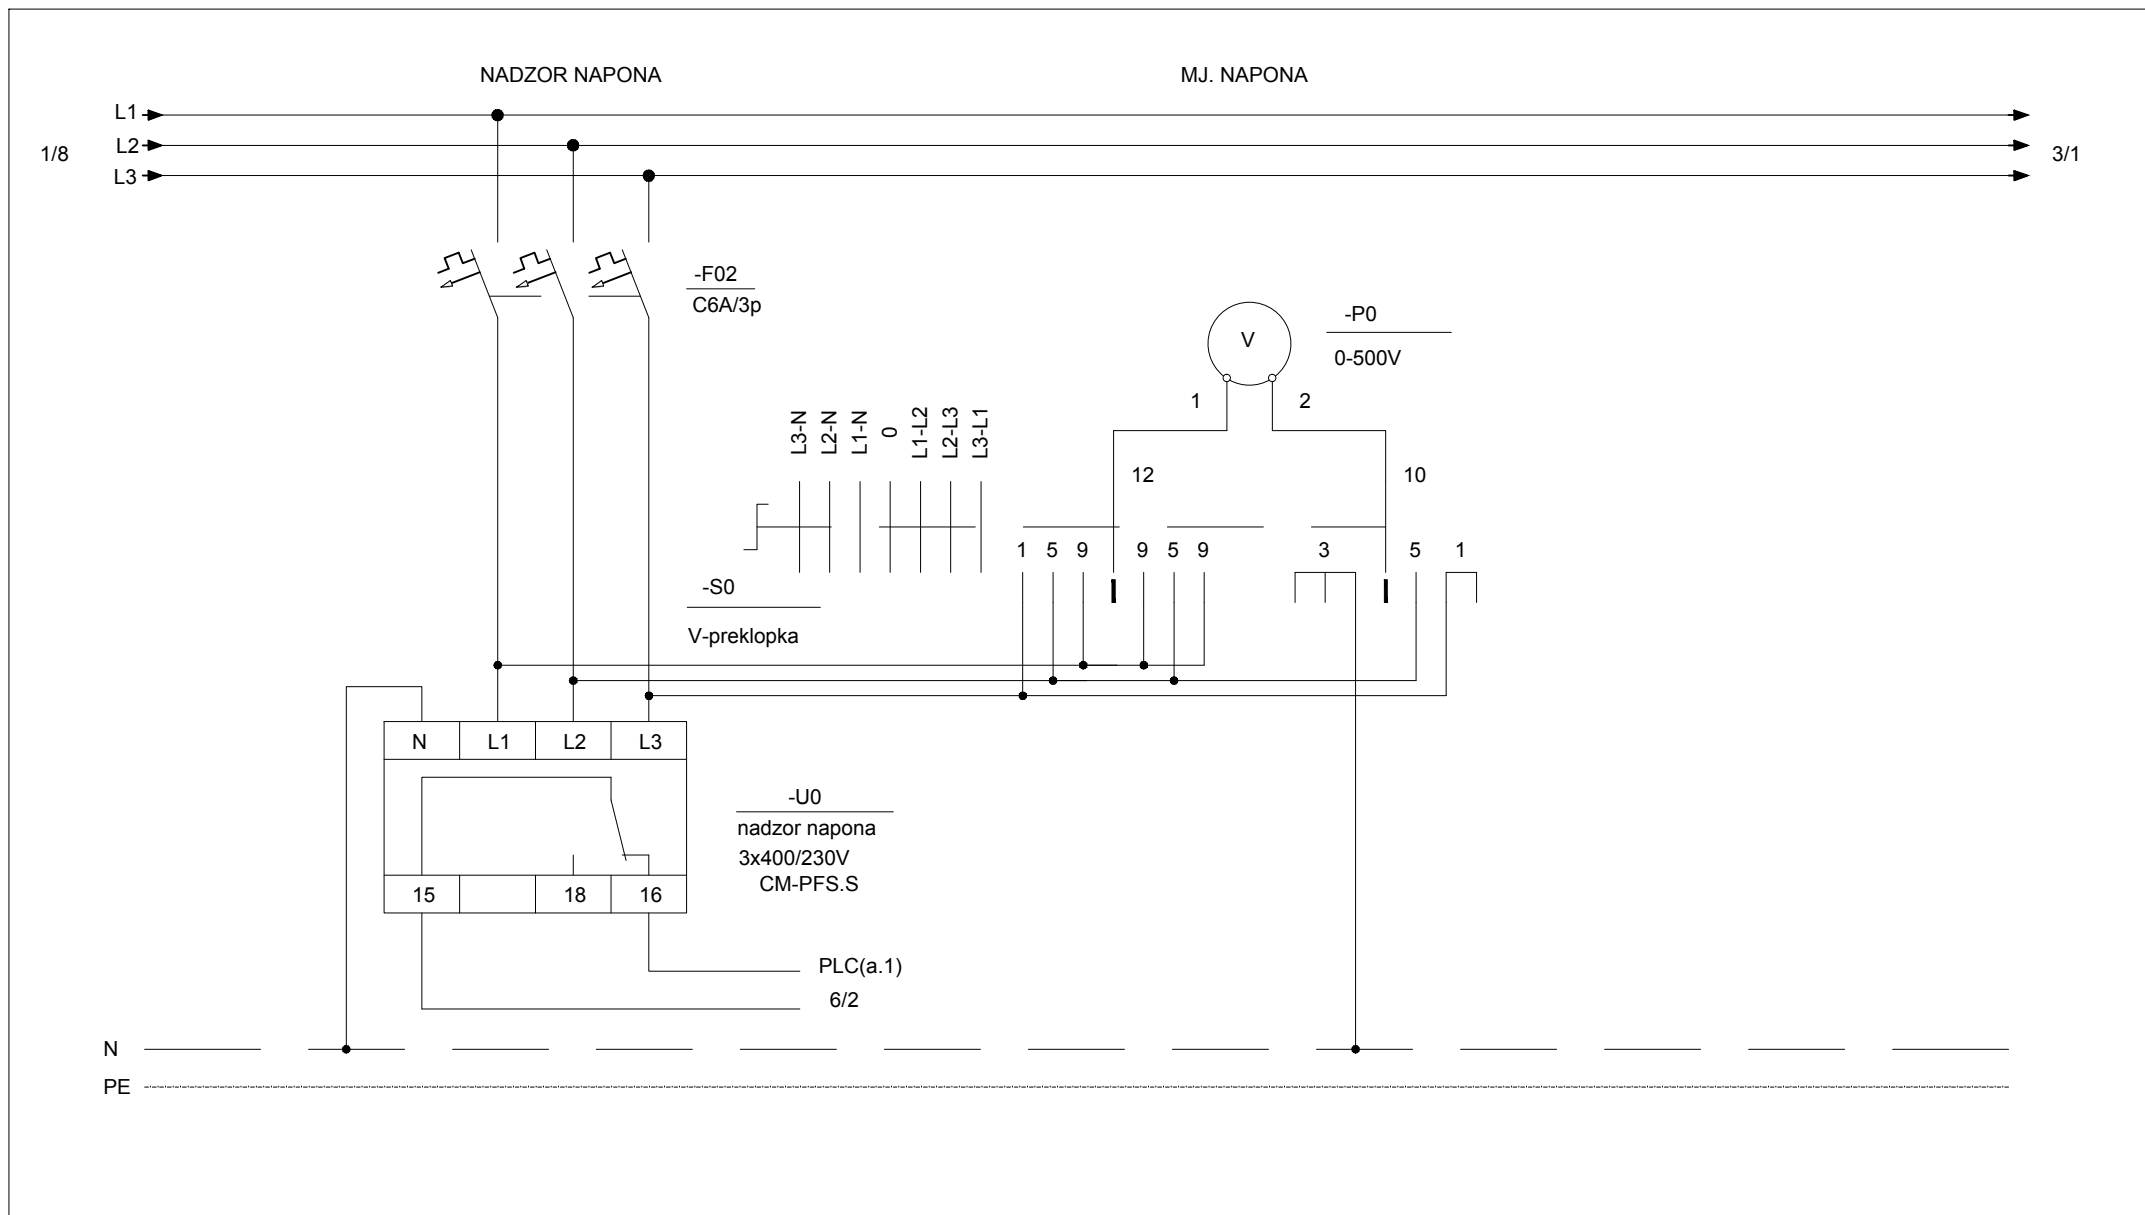 NADZOR NAPONA
MJ. NAPONA
L1
L2
L3
1/8
3/1
-F02
C6A/3p
-P0
0-500V
V
1
2
L3-N
L2-N
L1-N
0
L1-L2
L2-L3
L3-L1
12
10
1 5 9 9 5 9
3 5 1
-S0
V-preklopka
N L1 L2 L3
-U0
nadzor napona
3x400/230V
CM-PFS.S
15 18 16
PLC(a.1)
6/2
N
PE